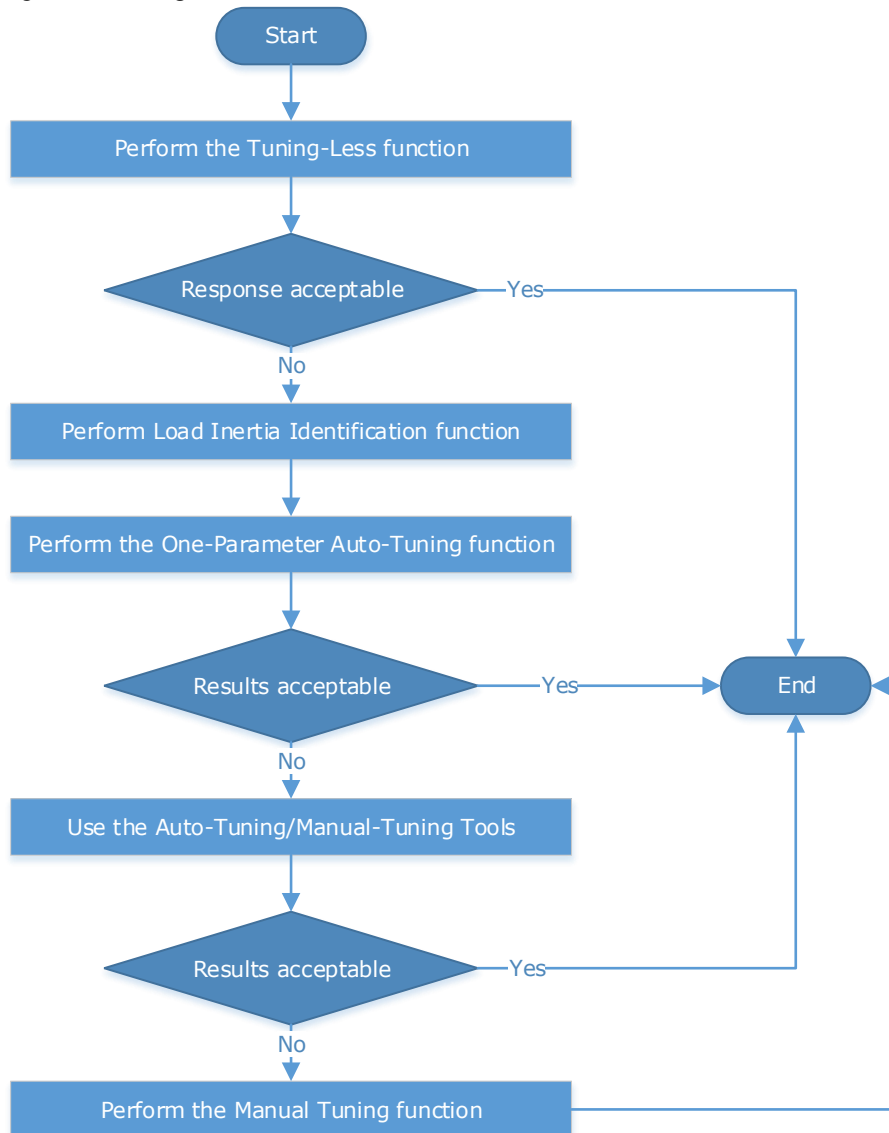 Start
Perform the Tuning-Less function
Response acceptable
Yes
No
Perform Load Inertia Identification function
Perform the One-Parameter Auto-Tuning function
Results acceptable
Yes
End
No
Use the Auto-Tuning/Manual-Tuning Tools
Results acceptable
Yes
No
Perform the Manual Tuning function